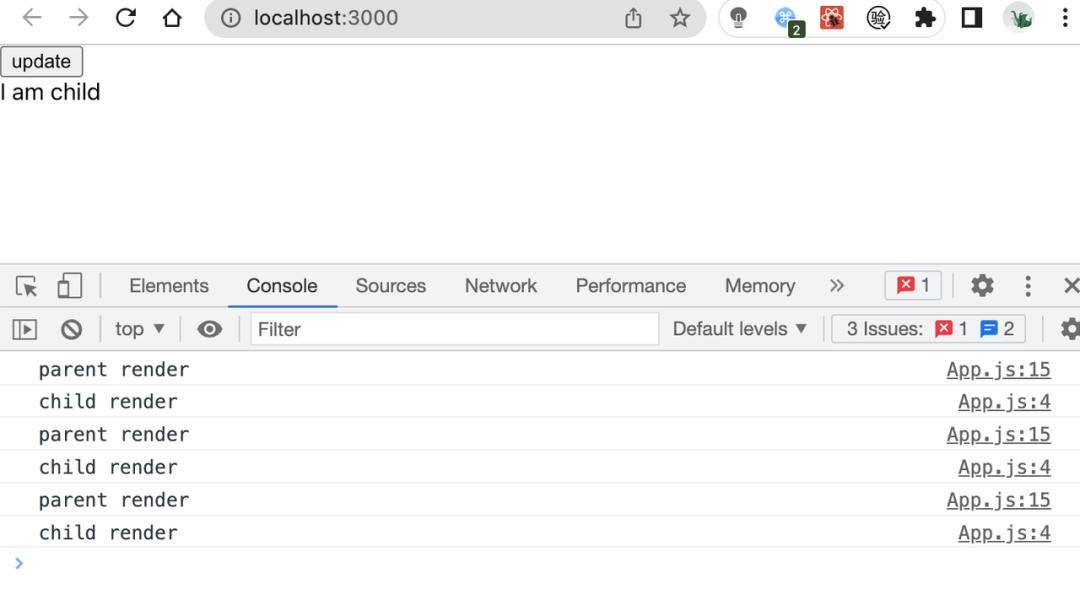 localhost:3000
2
验
update
I am child
Elements Console Sources Network Performance Memory » 1
top ▼ Filter Default levels ▼ 3 Issues: 1 2
parent render App.js:15
child render App.js:4
parent render App.js:15
child render App.js:4
parent render App.js:15
child render App.js:4